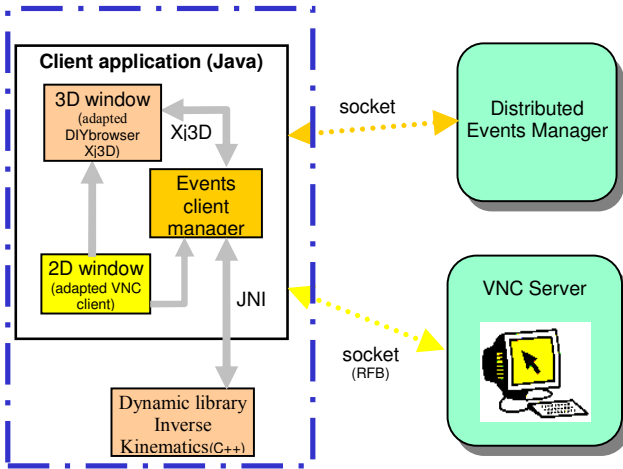 Client application (Java)
3D window
(adapted
DIYbrowser
Xj3D)
Xj3D
Events
client
manager
2D window
(adapted VNC
client)
JNI
Dynamic library
Inverse
Kinematics(C++)
socket
Distributed
Events Manager
socket
(RFB)
VNC Server